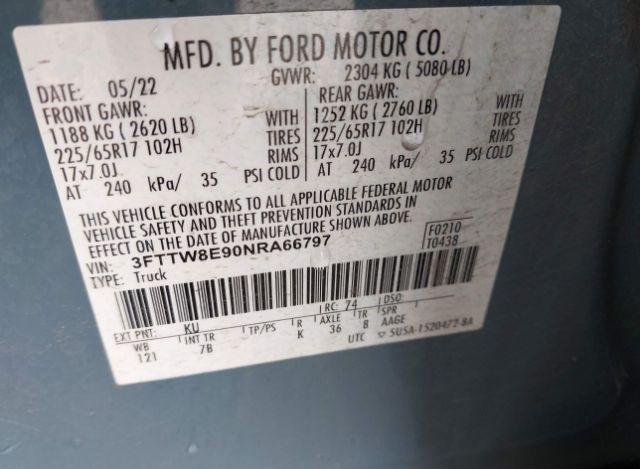 MFD. BY FORD MOTOR CO.
DATE: 05/22 GVWR: 2304 KG ( 5080 LB)
FRONT GAWR: REAR GAWR:
1188 KG ( 2620 LB) WITH 1252 KG ( 2760 LB) WITH
225/65R17 102H TIRES 225/65R17 102H TIRES
17x7.0J RIMS 17x7.0J RIMS
AT 240 kPa/ 35 PSI COLD AT 240 kPa/ 35 PSI COLD
THIS VEHICLE CONFORMS TO ALL APPLICABLE FEDERAL MOTOR
VEHICLE SAFETY AND THEFT PREVENTION STANDARDS IN
EFFECT ON THE DATE OF MANUFACTURE SHOWN ABOVE.
VIN: 3FTTW8E90NRA66797 F0210
TYPE: Truck T0438
EXT PNT: KU RC: 74 DSO:
WB INT TR TP/PS R AXLE TR SPR
121 7B K 36 8 AAGE
UTC 5USA-1520472-BA